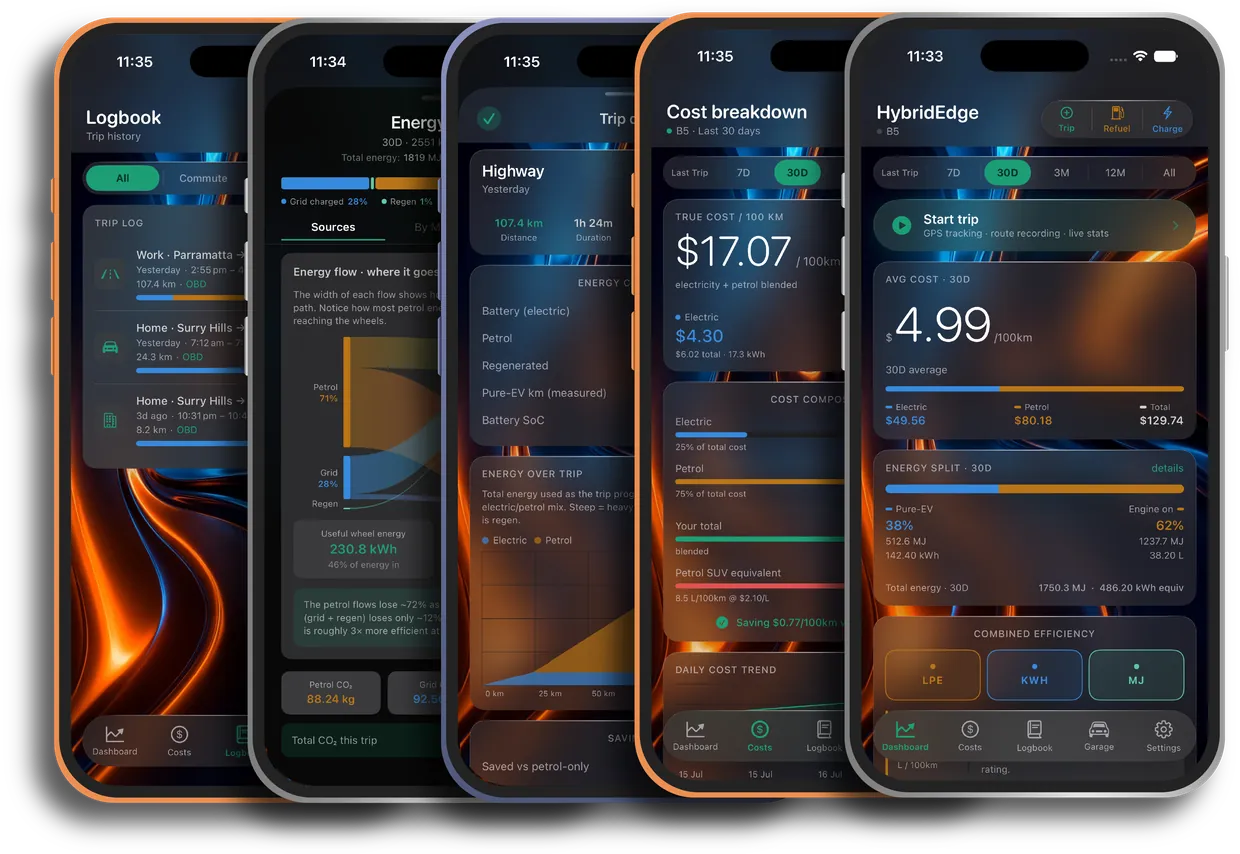 11:35
Logbook
Trip history
All
Commute
TRIP LOG
Work · Parramatta →
Yesterday · 2:55 pm – 4
107.4 km · OBD
Home · Surry Hills →
Yesterday · 7:12 am – 7
24.3 km · OBD
Home · Surry Hills →
3d ago · 10:31 pm – 10:4
8.2 km · OBD
Dashboard
Costs
11:34
Energy
30D · 2551
Total energy: 1819 MJ
Grid charged 28%
Regen 1%
Sources
By M
Energy flow · where it goes
The width of each flow shows
path. Notice how most petrol
reaching the wheels.
Petrol
71%
Grid
28%
Regen
Useful wheel energy
230.8 kWh
46% of energy in
The petrol flows lose ~72% as
(grid + regen) loses only ~12%
is roughly 3× more efficient at
Petrol CO₂
88.24 kg
Grid
92.5
Total CO₂ this trip
11:35
Trip
Highway
Yesterday
107.4 km
Distance
1h 24m
Duration
ENERGY
Battery (electric)
Petrol
Regenerated
Pure-EV km (measured)
Battery SoC
ENERGY OVER TRIP
Total energy used as the trip
electric/petrol mix. Steep = heavy
is regen.
Electric
Petrol
0 km
25 km
50 km
Saved vs petrol-only
11:35
Cost breakdown
B5 · Last 30 days
Last Trip
7D
30D
TRUE COST / 100 KM
$17.07 / 100km
electricity + petrol blended
Electric
$4.30
$6.02 total · 17.3 kWh
COST COMPO
Electric
25% of total cost
Petrol
75% of total cost
Your total
blended
Petrol SUV equivalent
8.5 L/100km @ $2.10/L
Saving $0.77/100km
DAILY COST TREND
Dashboard
Costs
Logbook
15 Jul
15 Jul
16 Jul
11:33
HybridEdge
B5
Trip
Refuel
Charge
Last Trip
7D
30D
3M
12M
All
Start trip
GPS tracking · route recording · live stats
AVG COST · 30D
$4.99/100km
30D average
Electric
$49.56
Petrol
$80.18
Total
$129.74
ENERGY SPLIT · 30D
details
Pure-EV
38%
512.6 MJ
142.40 kWh
Engine on
62%
1237.7 MJ
38.20 L
Total energy · 30D
1750.3 MJ · 486.20 kWh equiv
COMBINED EFFICIENCY
LPE
KWH
MJ
Dashboard
Costs
Logbook
Garage
Settings
L / 100km
rating.